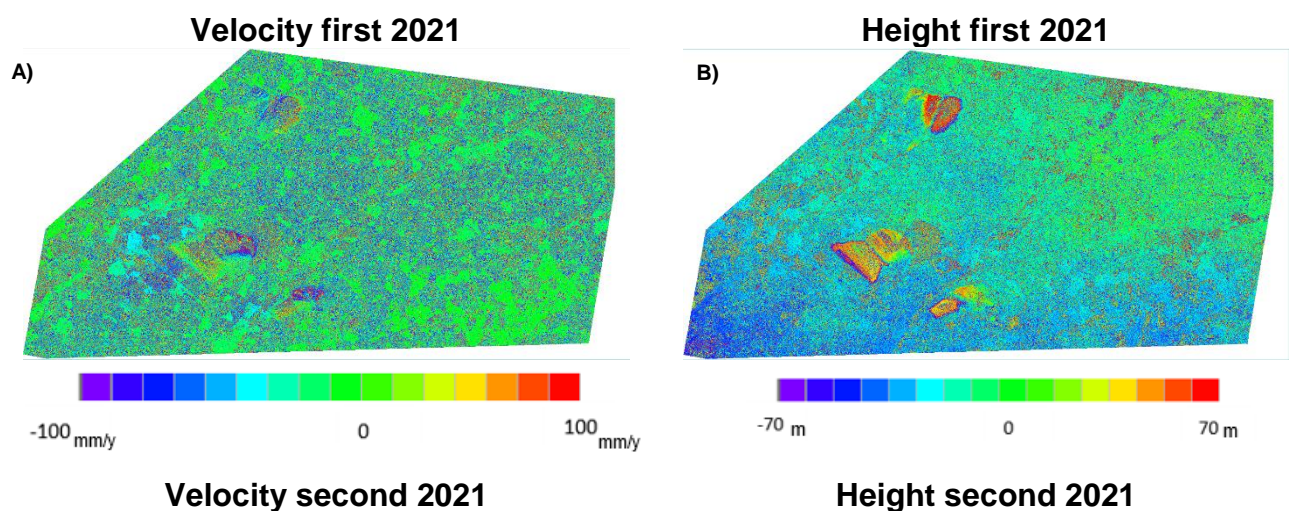 Velocity first 2021
Height first 2021
A)
B)
-100 mm/y
0
100 mm/y
-70 m
0
70 m
Velocity second 2021
Height second 2021